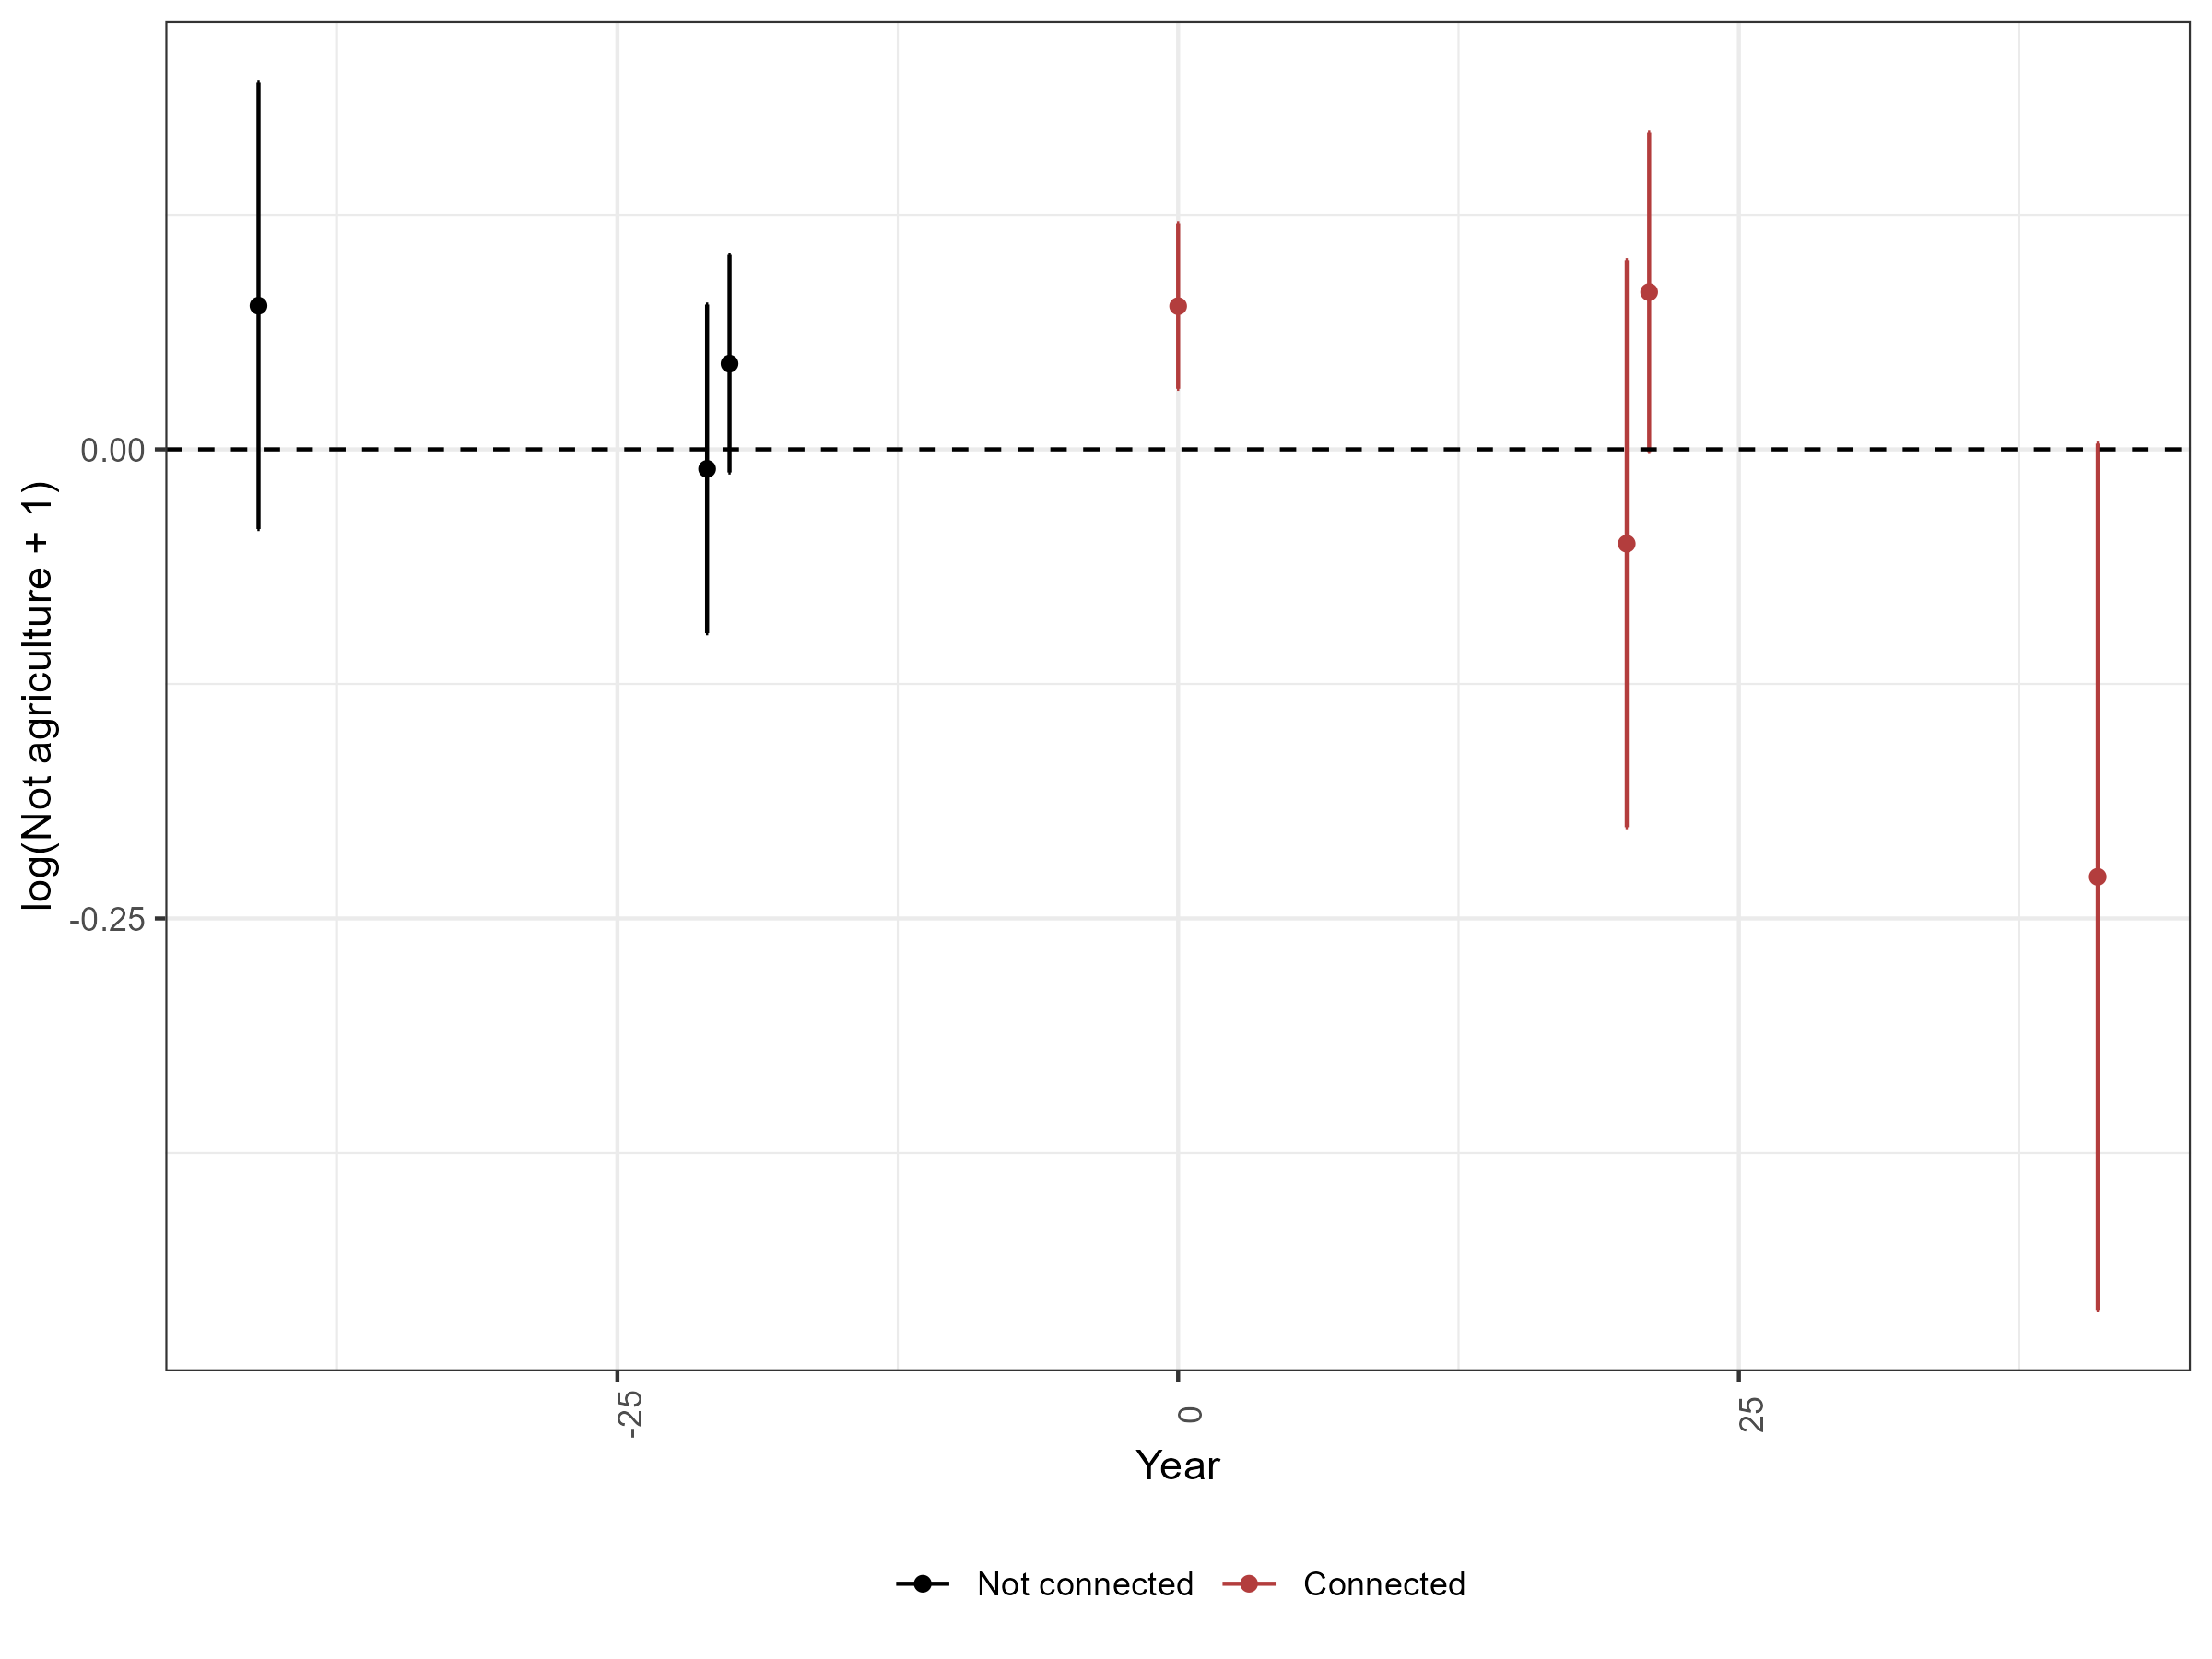 log(Not agriculture + 1)
0.00
-0.25
-25
0
25
Year
Not connected
Connected